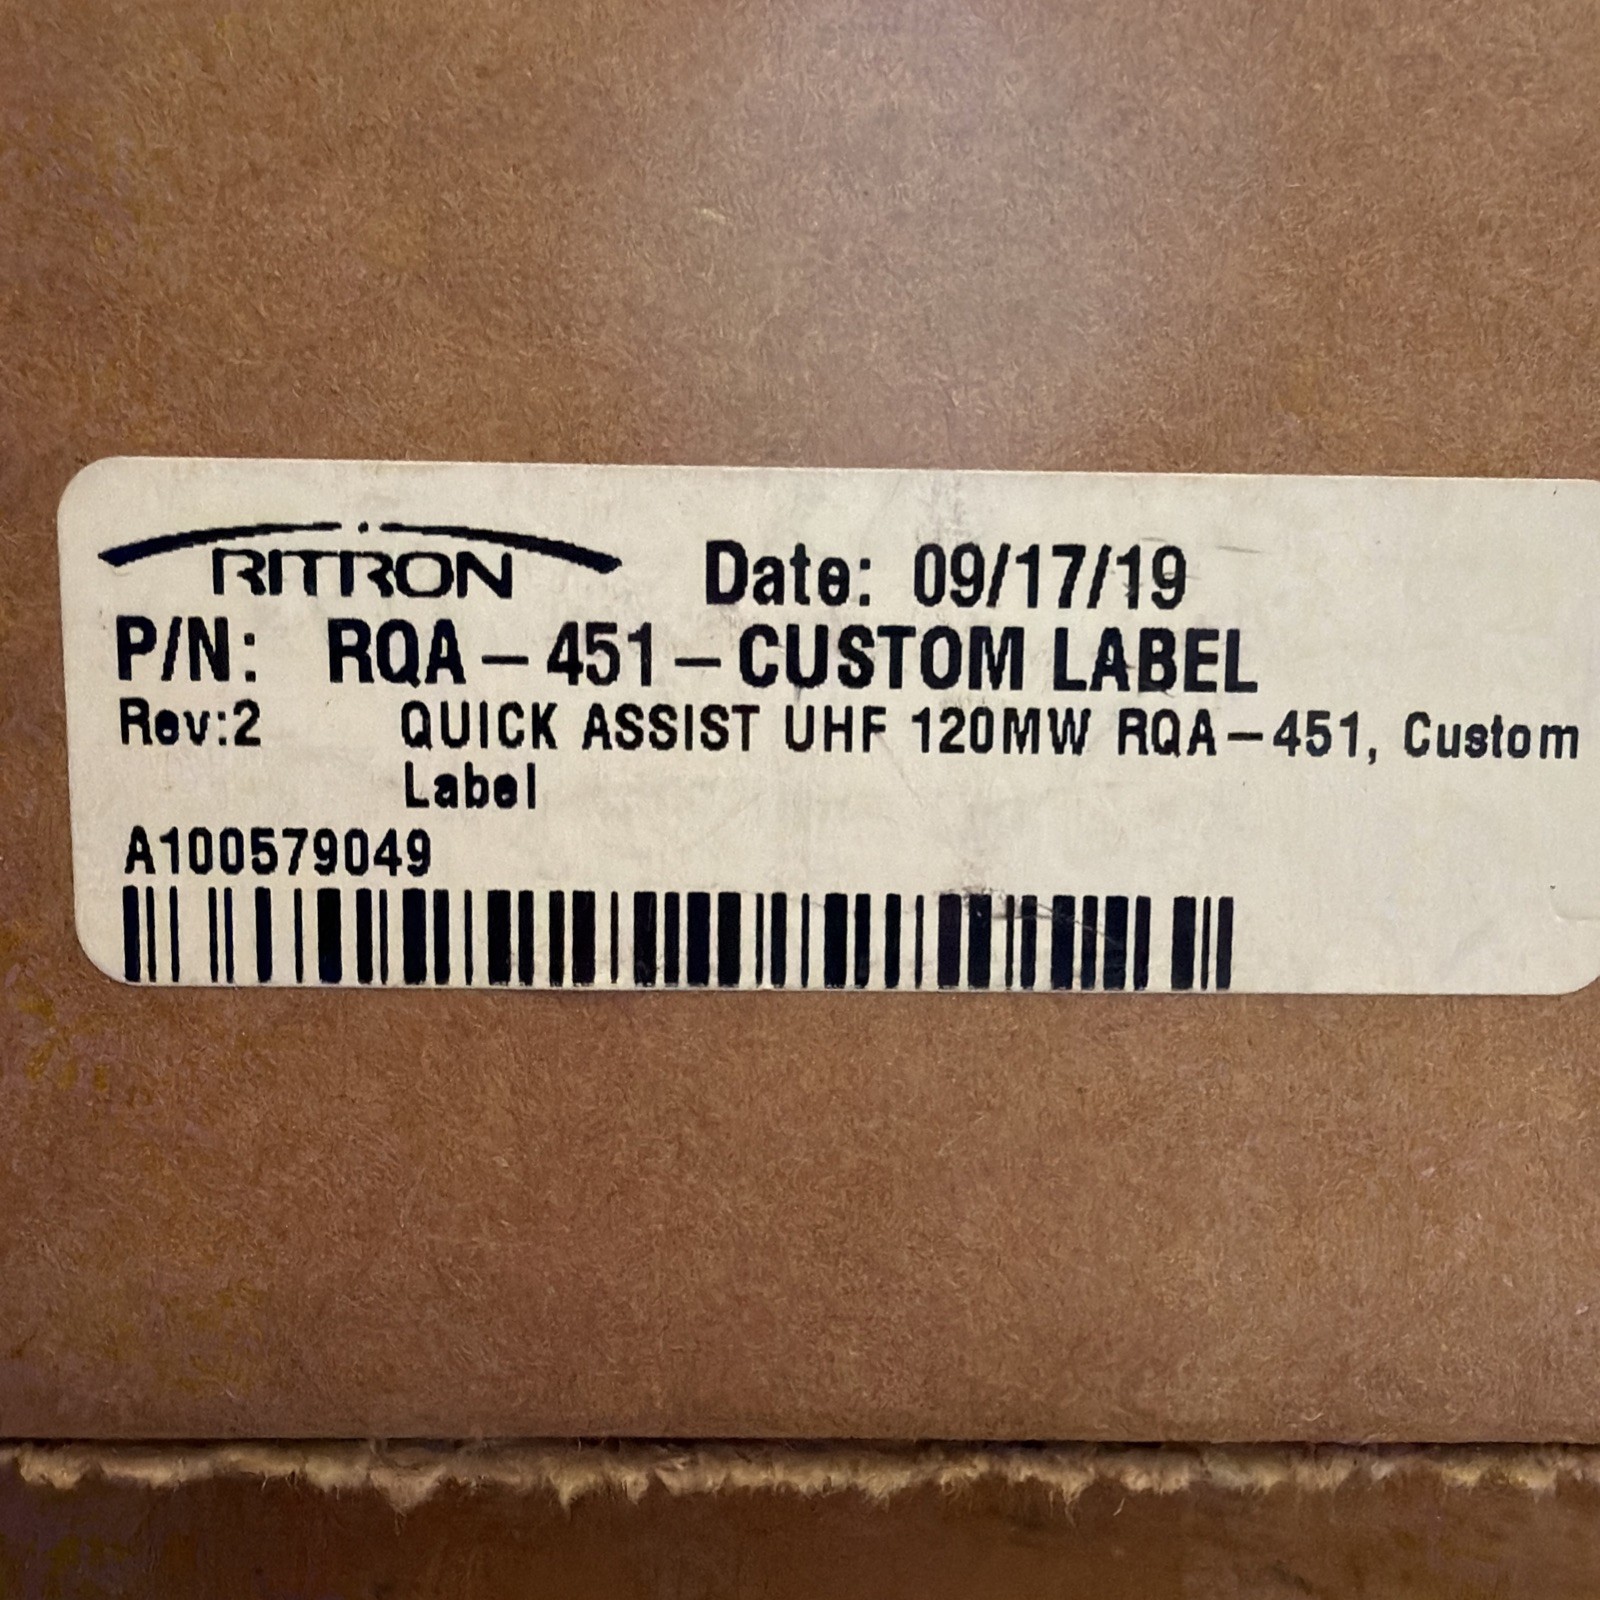 RITRON Date: 09/17/19
P/N: RQA-451-CUSTOM LABEL
Rev:2 QUICK ASSIST UHF 120MW RQA-451, Custom
Label
A100579049